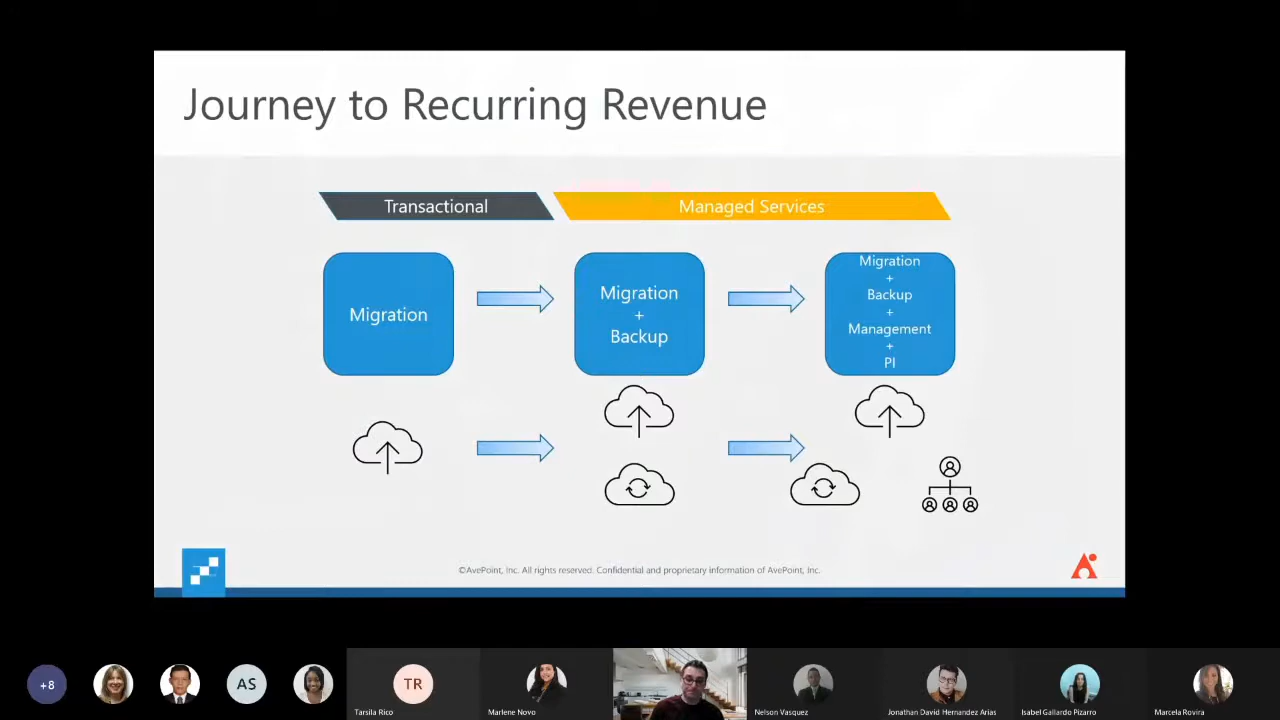 Journey to Recurring Revenue
Transactional
Managed Services
Migration
Migration
+
Backup
Migration
+
Backup
+
Management
+
PI
©AvePoint, Inc. All rights reserved. Confidential and proprietary information of AvePoint, Inc.
+8
AS
TR
Tarsila Rico
Marlene Novo
Nelson Vasquez
Jonathan David Hernandez Arias
Isabel Gallardo Pizarro
Marcela Rovira